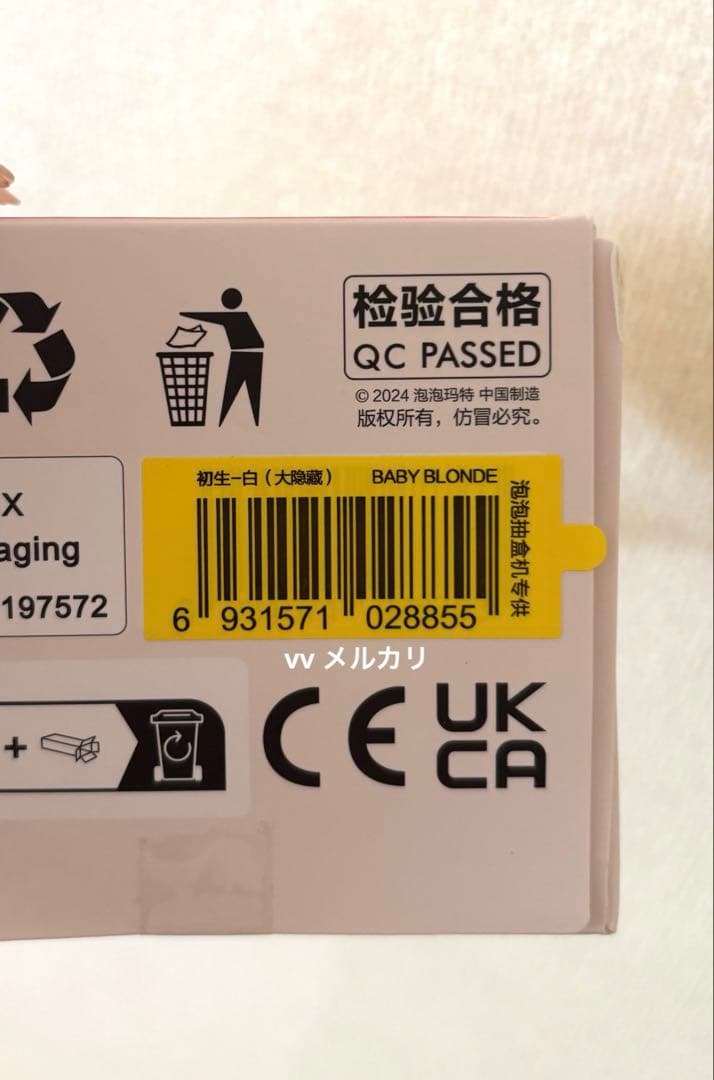 检验合格
QC PASSED
© 2024 泡泡玛特 中国制造
版权所有，仿冒必究。
X
aging
197572
初生-白（大隐藏） BABY BLONDE
泡泡抽盒机专供
6 931571 028855
vv メルカリ
+
CE
UK
CA